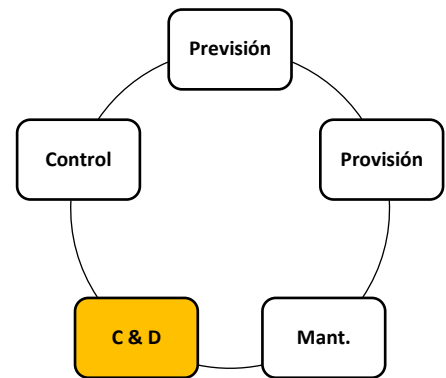 Previsión
Control
Provisión
C & D
Mant.